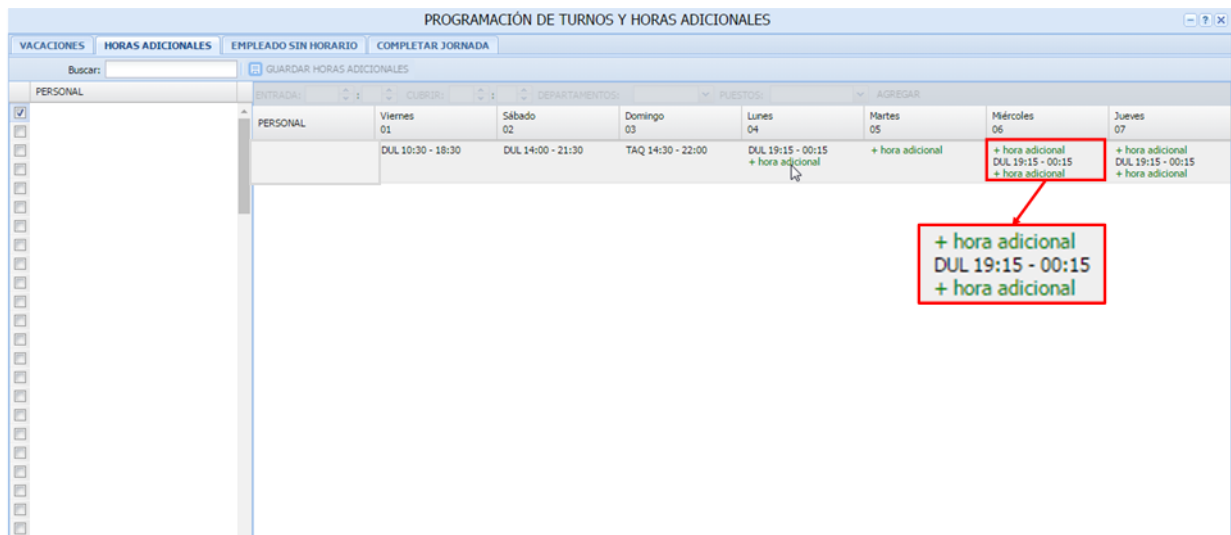 PROGRAMACIÓN DE TURNOS Y HORAS ADICIONALES
VACACIONES HORAS ADICIONALES EMPLEADO SIN HORARIO COMPLETAR JORNADA
Buscar: GUARDAR HORAS ADICIONALES
PERSONAL
ENTRADA: : CUBRIR: : DEPARTAMENTOS: PUESTOS: AGREGAR
PERSONAL Viernes Sábado Domingo Lunes Martes Miércoles Jueves
01 02 03 04 05 06 07
DUL 10:30 - 18:30 DUL 14:00 - 21:30 TAQ 14:30 - 22:00 DUL 19:15 - 00:15 + hora adicional + hora adicional + hora adicional
+ hora adicional DUL 19:15 - 00:15 DUL 19:15 - 00:15
+ hora adicional + hora adicional
+ hora adicional
DUL 19:15 - 00:15
+ hora adicional